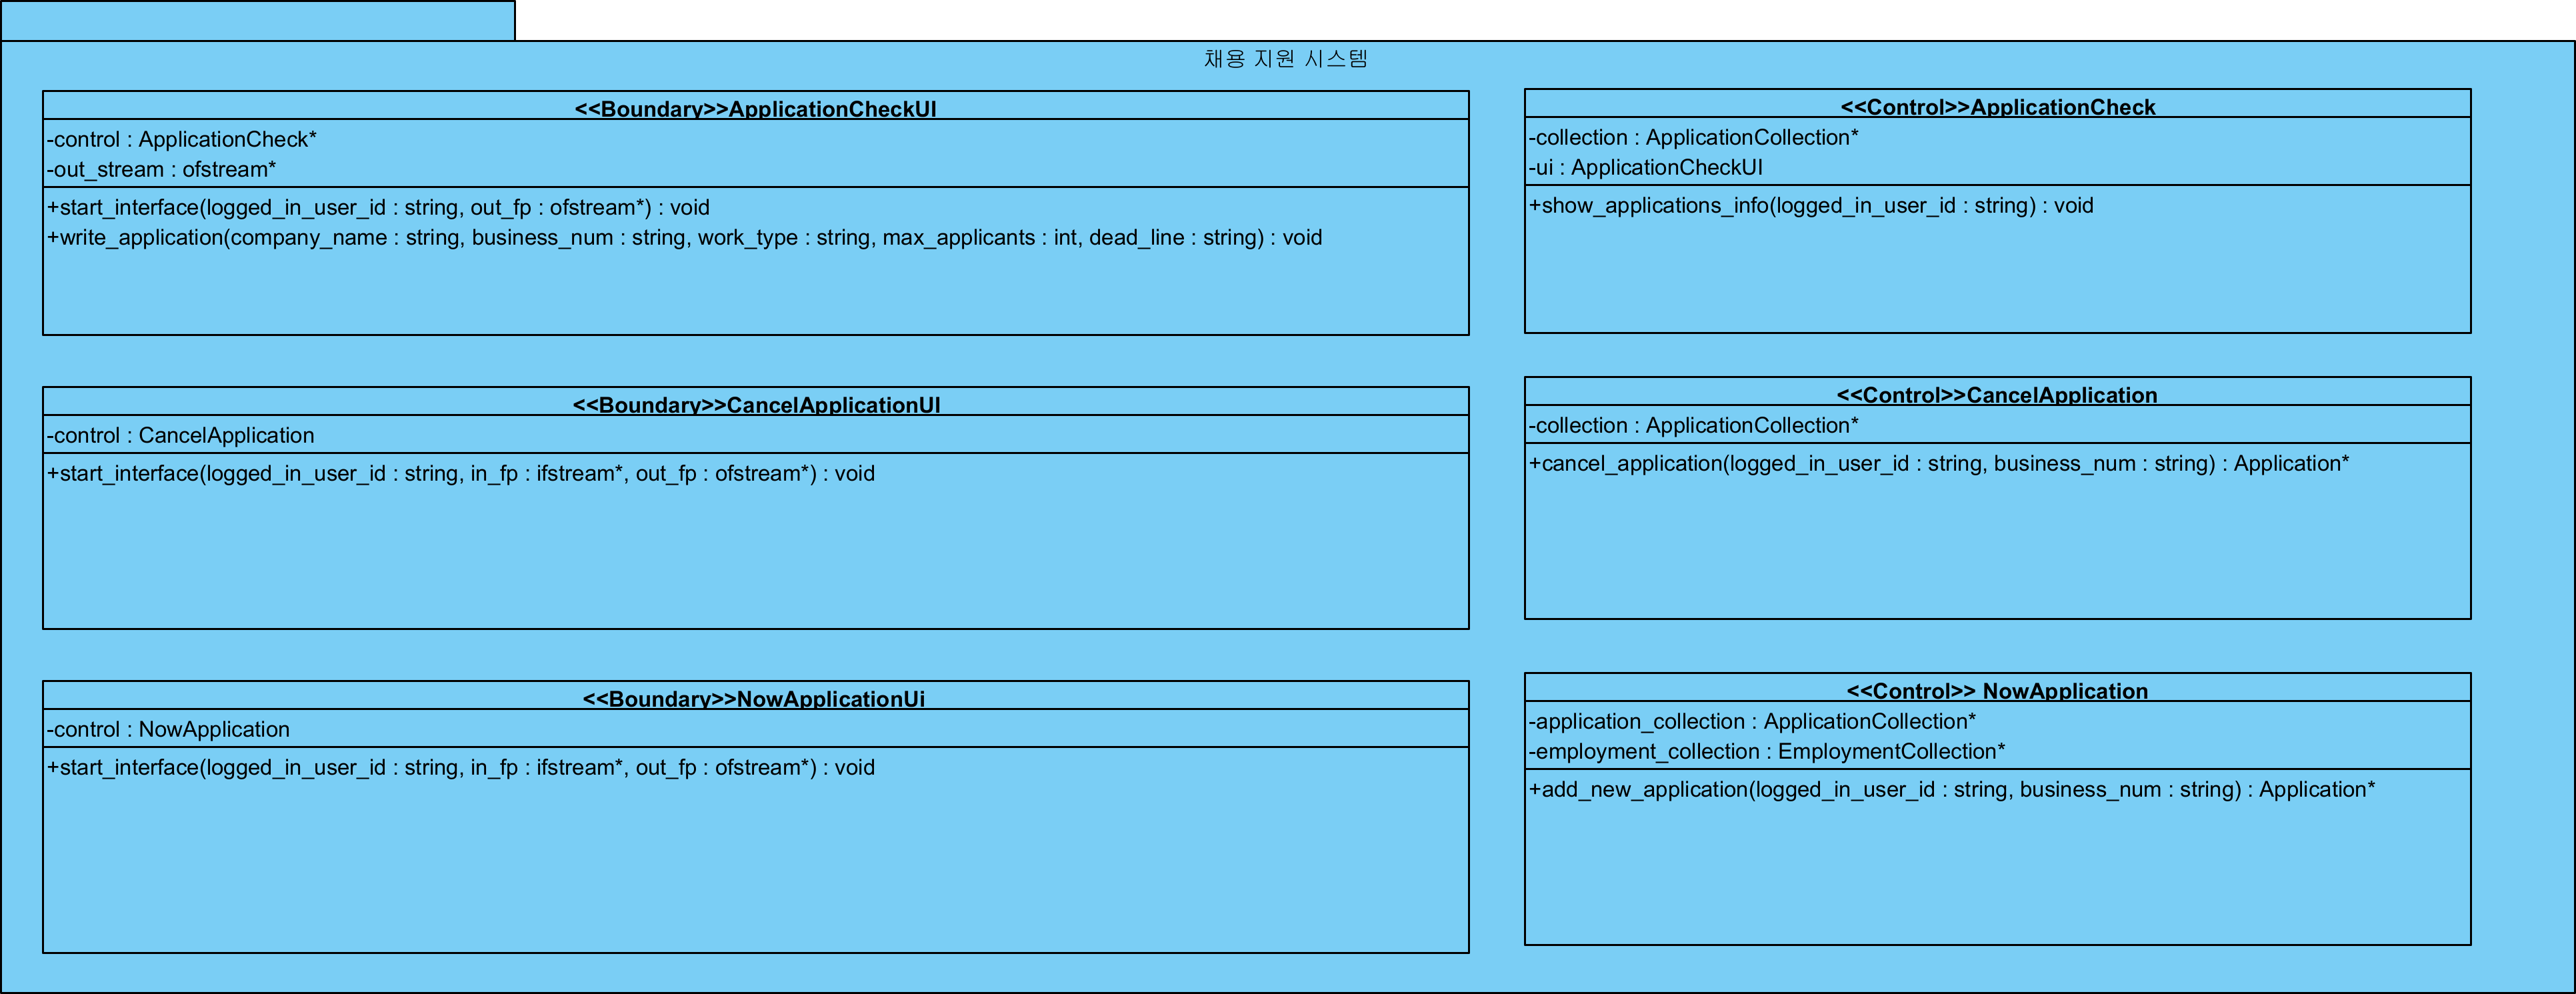 채용 지원 시스템
<<Boundary>>ApplicationCheckUI
-control : ApplicationCheck*
-out_stream : ofstream*
+start_interface(logged_in_user_id : string, out_fp : ofstream*) : void
+write_application(company_name : string, business_num : string, work_type : string, max_applicants : int, dead_line : string) : void
<<Control>>ApplicationCheck
-collection : ApplicationCollection*
-ui : ApplicationCheckUI
+show_applications_info(logged_in_user_id : string) : void
<<Boundary>>CancelApplicationUI
-control : CancelApplication
+start_interface(logged_in_user_id : string, in_fp : ifstream*, out_fp : ofstream*) : void
<<Control>>CancelApplication
-collection : ApplicationCollection*
+cancel_application(logged_in_user_id : string, business_num : string) : Application*
<<Boundary>>NowApplicationUi
-control : NowApplication
+start_interface(logged_in_user_id : string, in_fp : ifstream*, out_fp : ofstream*) : void
<<Control>> NowApplication
-application_collection : ApplicationCollection*
-employment_collection : EmploymentCollection*
+add_new_application(logged_in_user_id : string, business_num : string) : Application*